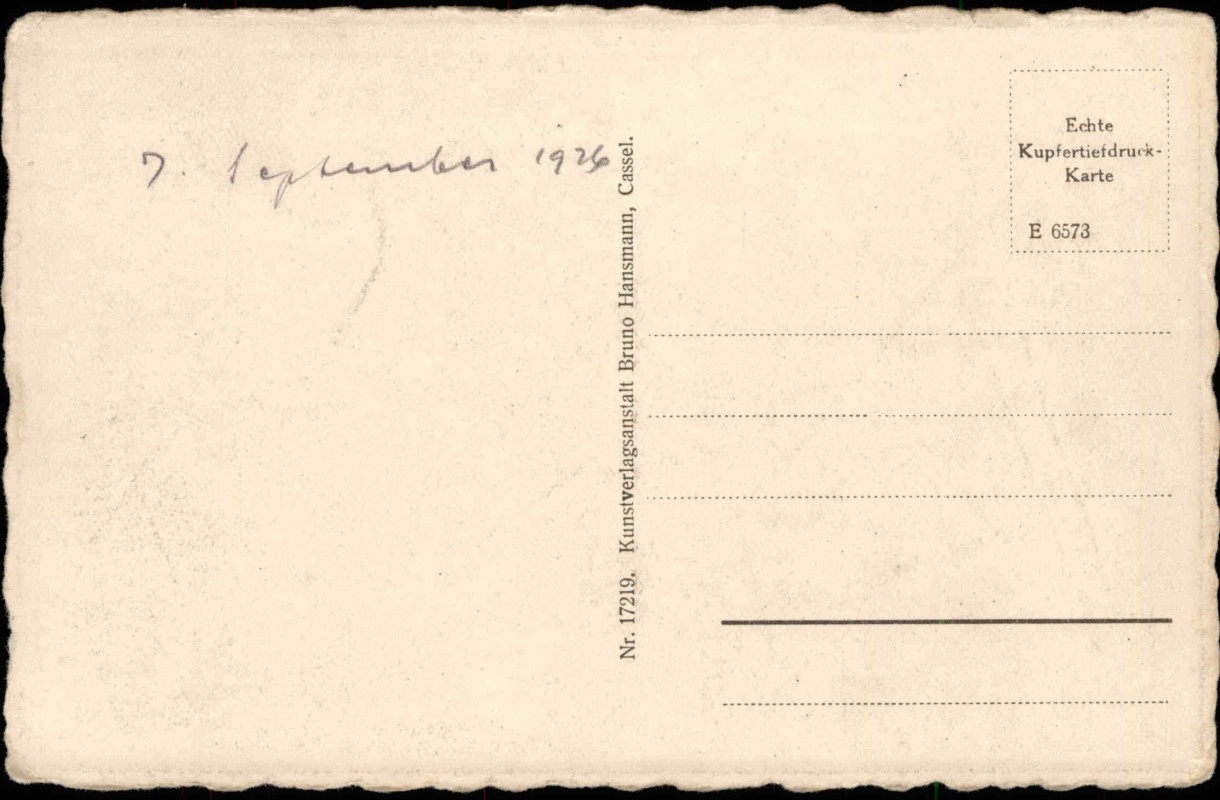 7. September 1926
Nr. 17219. Kunstverlagsanstalt Bruno Hansmann, Cassel.
Echte
Kupfertiefdruck-
Karte
E 6573